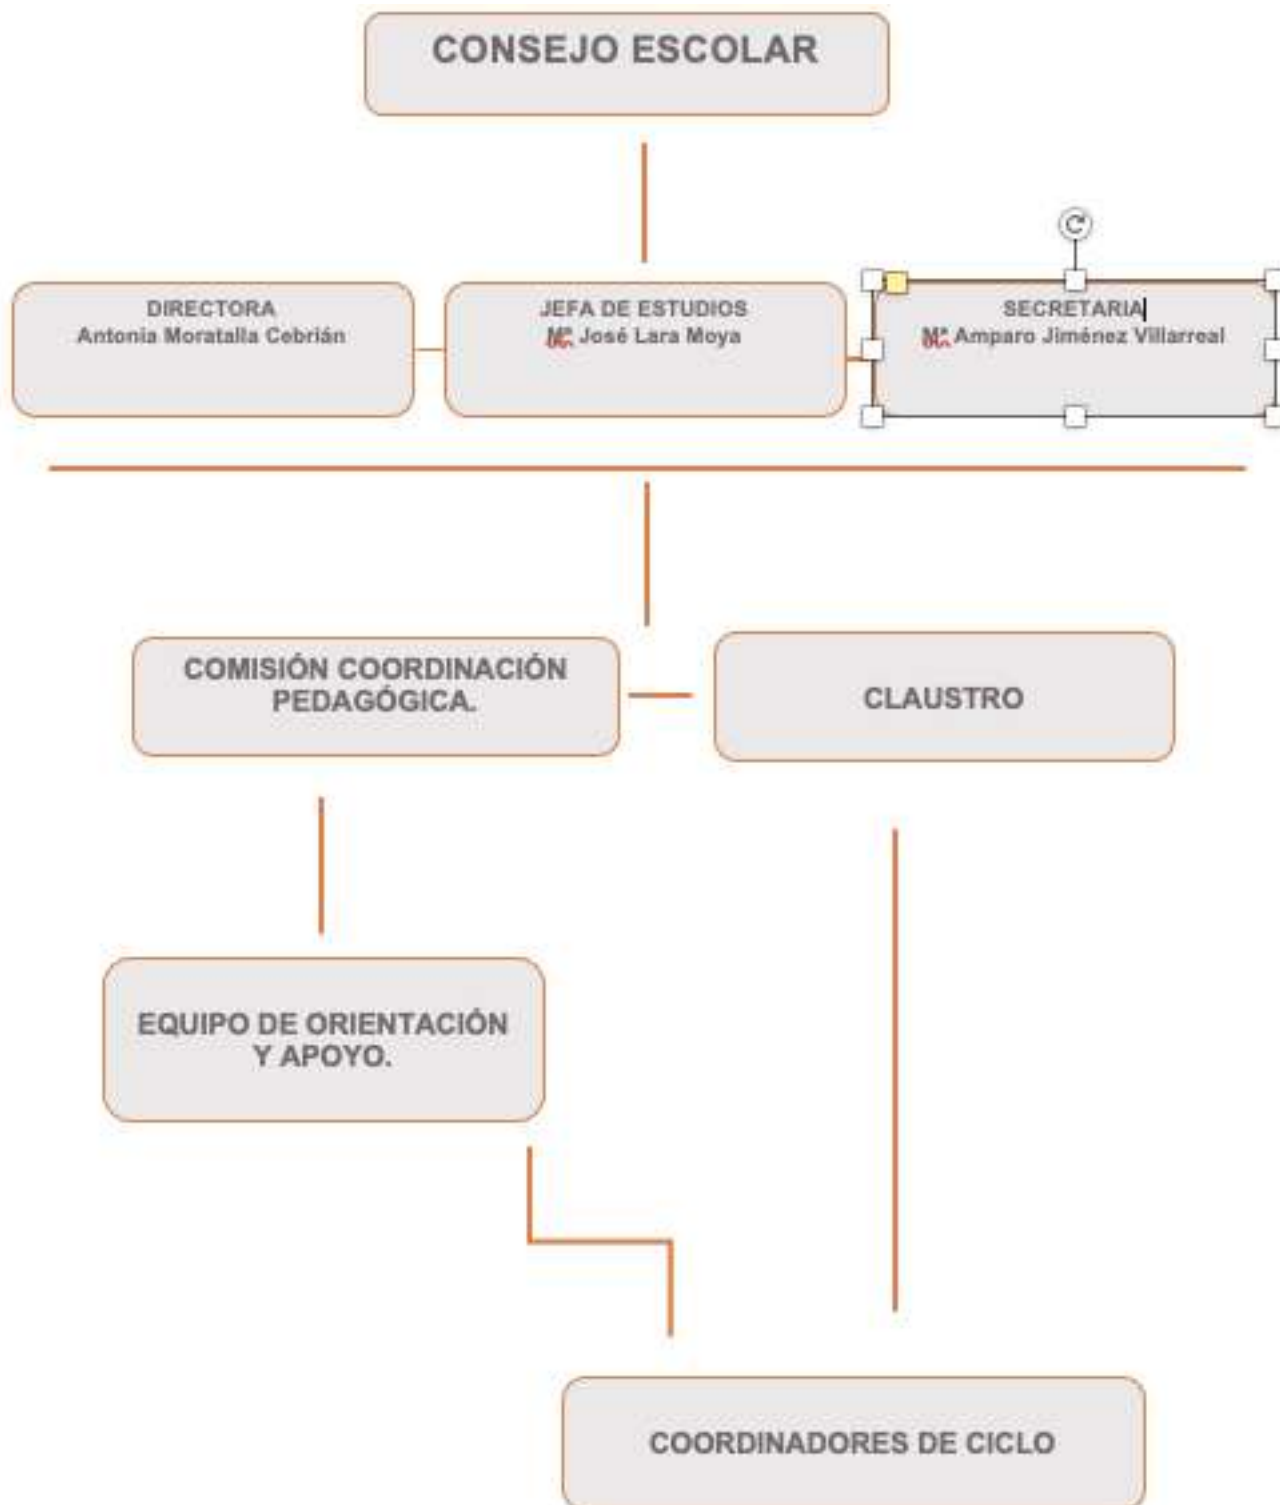 CONSEJO ESCOLAR
DIRECTORA
Antonia Moratalla Cebrián
JEFA DE ESTUDIOS
Mª José Lara Moya
SECRETARIA
Mª Amparo Jiménez Villarreal
COMISIÓN COORDINACIÓN
PEDAGÓGICA.
CLAUSTRO
EQUIPO DE ORIENTACIÓN
Y APOYO.
COORDINADORES DE CICLO